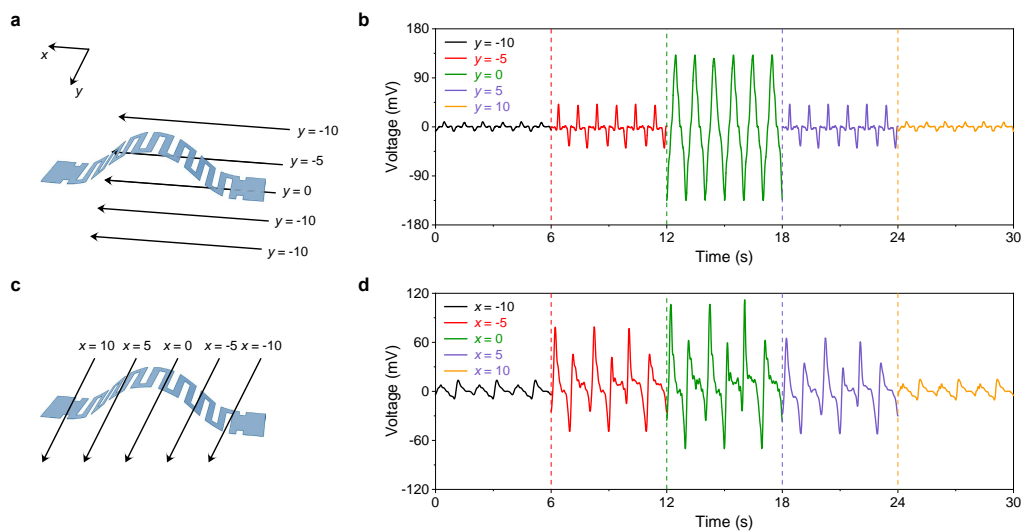 a
x
y
y = -10
y = -5
y = 0
y = -10
y = -10
b
180
90
0
-90
-180
Voltage (mV)
y = -10
y = -5
y = 0
y = 5
y = 10
0 6 12 18 24 30
Time (s)
c
x = 10 x = 5 x = 0 x = -5 x = -10
d
120
60
0
-60
-120
Voltage (mV)
x = -10
x = -5
x = 0
x = 5
x = 10
0 6 12 18 24 30
Time (s)